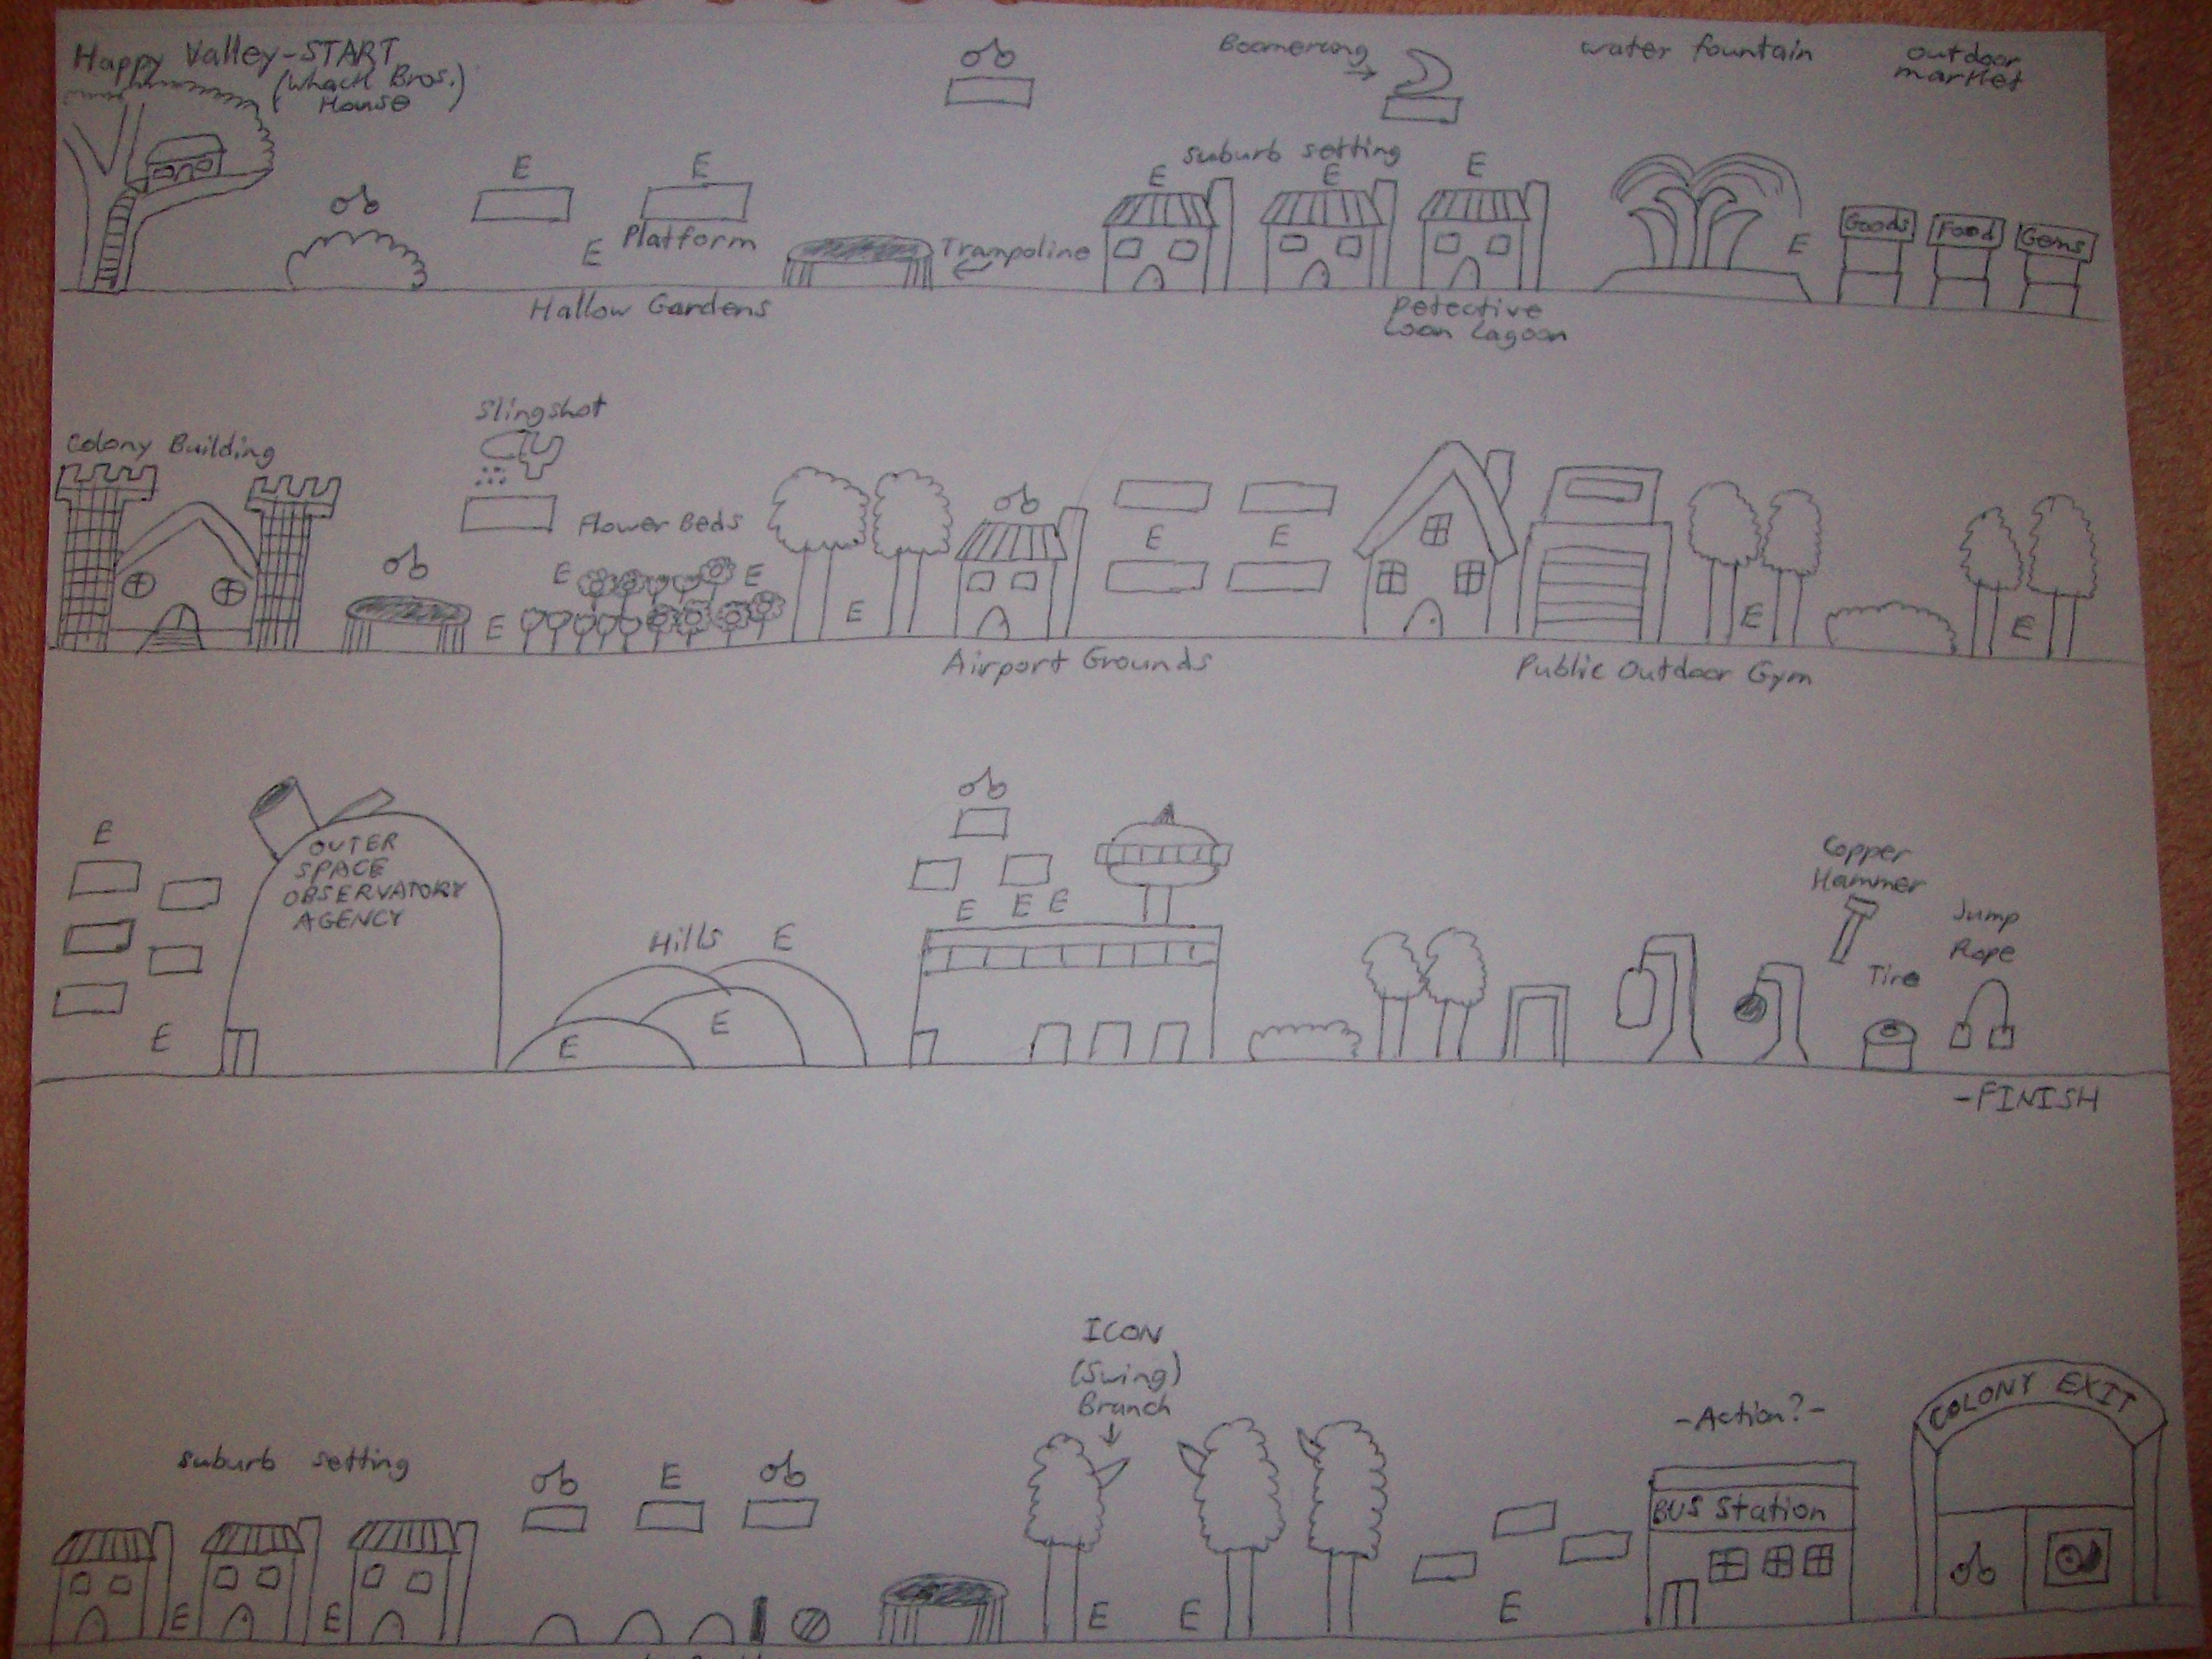 Happy Valley-START
(Whack Bros.)
House
Boomerang
water fountain
outdoor
market
suburb setting
E
E
E
E
E
E
Platform
Trampoline
E
Goods
Food
Gems
Hallow Gardens
Detective
Loon Lagoon
Slingshot
Colony Building
Flower Beds
E
E
E
E
E
E
E
E
Airport Grounds
Public Outdoor Gym
E
OUTER
SPACE
OBSERVATORY
AGENCY
E
Hills
E
E
E
E
E
E
Copper
Hammer
Jump
Rope
Tire
-FINISH
ICON
(Swing)
Branch
-Action?-
COLONY EXIT
suburb setting
E
BUS Station
E
E
E
E
E